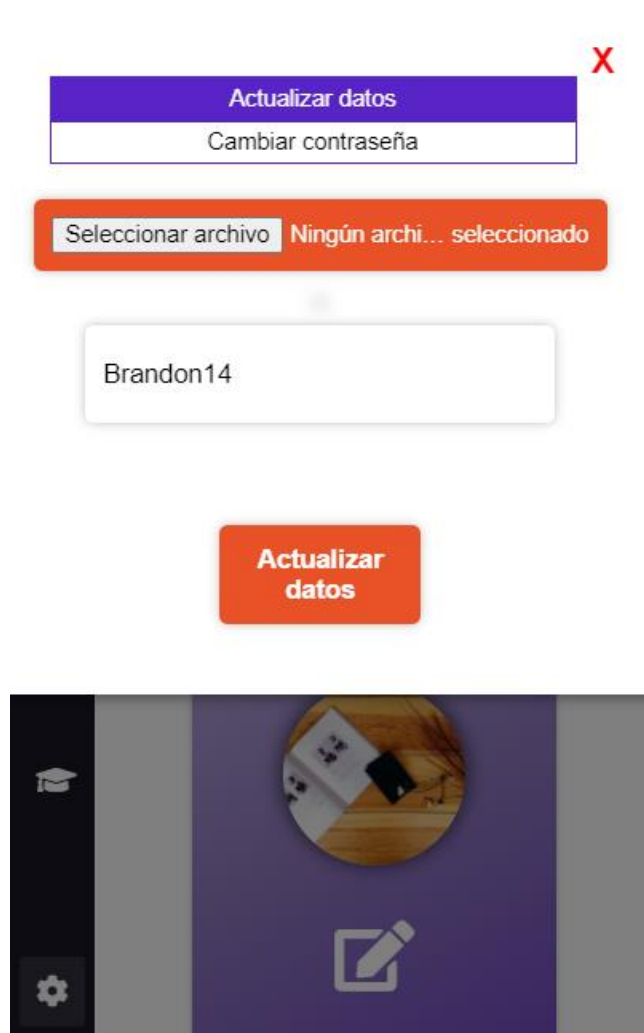 X
Actualizar datos
Cambiar contraseña
Seleccionar archivo Ningún archi... seleccionado
Brandon14
Actualizar
datos